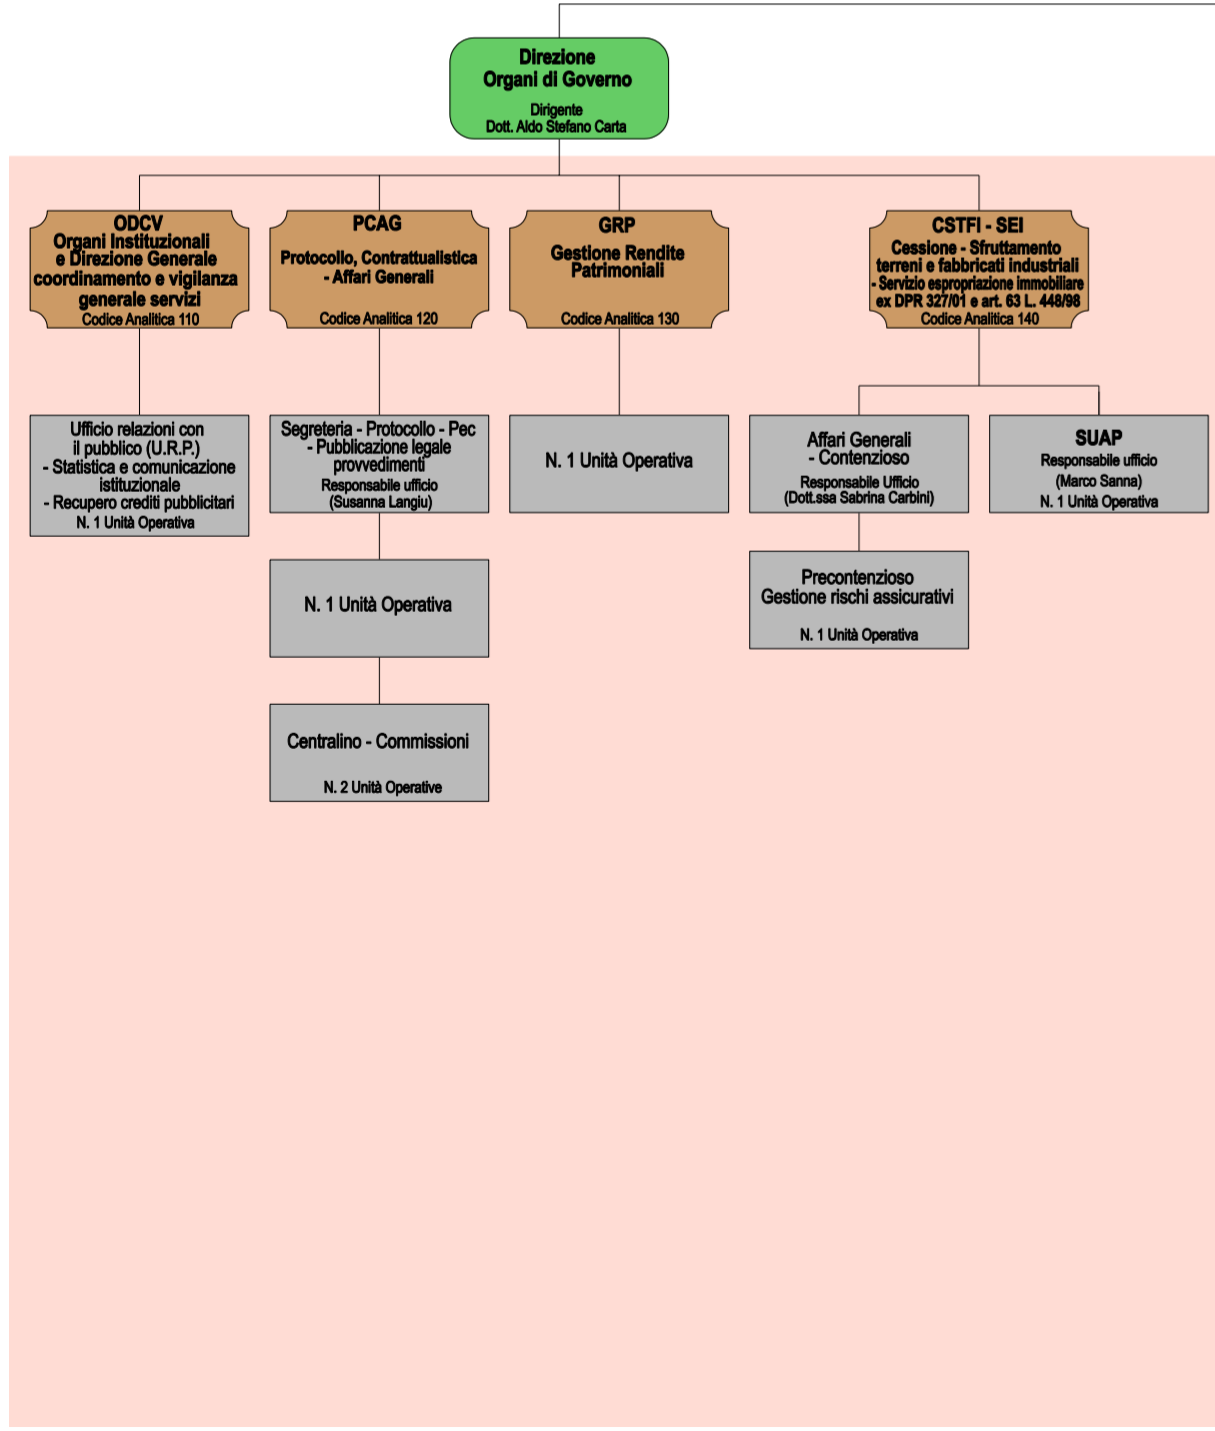 Direzione
Organi di Governo
Dirigente
Dott. Aldo Stefano Carta
ODCV
Organi Instituzionali
e Direzione Generale
coordinamento e vigilanza
generale servizi
Codice Analitica 110
PCAG
Protocollo, Contrattualistica
- Affari Generali
Codice Analitica 120
GRP
Gestione Rendite
Patrimoniali
Codice Analitica 130
CSTFI - SEI
Cessione - Sfruttamento
terreni e fabbricati industriali
- Servizio espropriazione immobiliare
ex DPR 327/01 e art. 63 L. 448/98
Codice Analitica 140
Ufficio relazioni con
il pubblico (U.R.P.)
- Statistica e comunicazione
istituzionale
- Recupero crediti pubblicitari
N. 1 Unità Operativa
Segreteria - Protocollo - Pec
- Pubblicazione legale
provvedimenti
Responsabile ufficio
(Susanna Langiu)
N. 1 Unità Operativa
Centralino - Commissioni
N. 2 Unità Operative
N. 1 Unità Operativa
Affari Generali
- Contenzioso
Responsabile Ufficio
(Dott.ssa Sabrina Carbini)
Precontenzioso
Gestione rischi assicurativi
N. 1 Unità Operativa
SUAP
Responsabile ufficio
(Marco Sanna)
N. 1 Unità Operativa